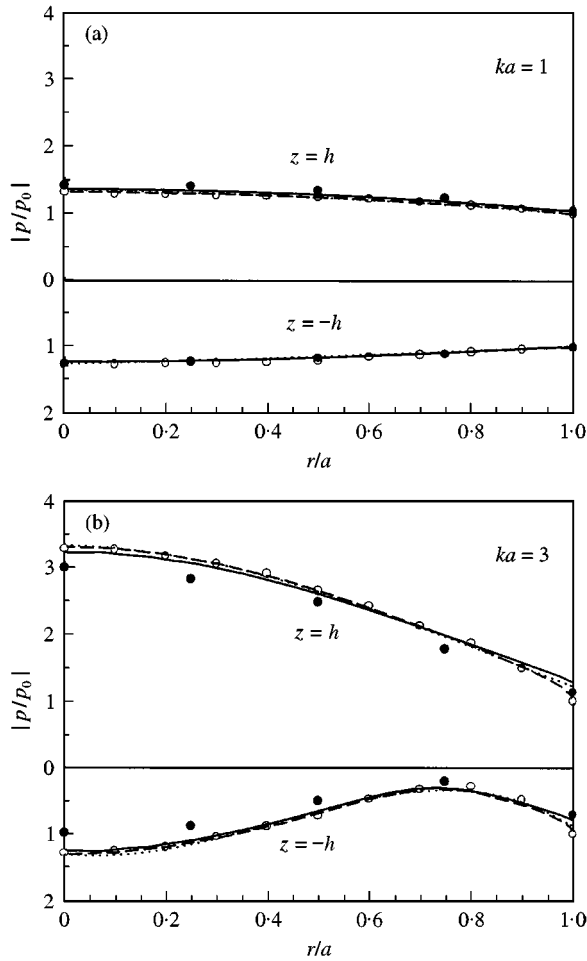 (a)
ka = 1
z = h
z = −h
|p/p₀|
4
3
2
1
0
1
2
0
0·2
0·4
0·6
0·8
1·0
r/a
(b)
ka = 3
z = h
z = −h
|p/p₀|
4
3
2
1
0
1
2
0
0·2
0·4
0·6
0·8
1·0
r/a